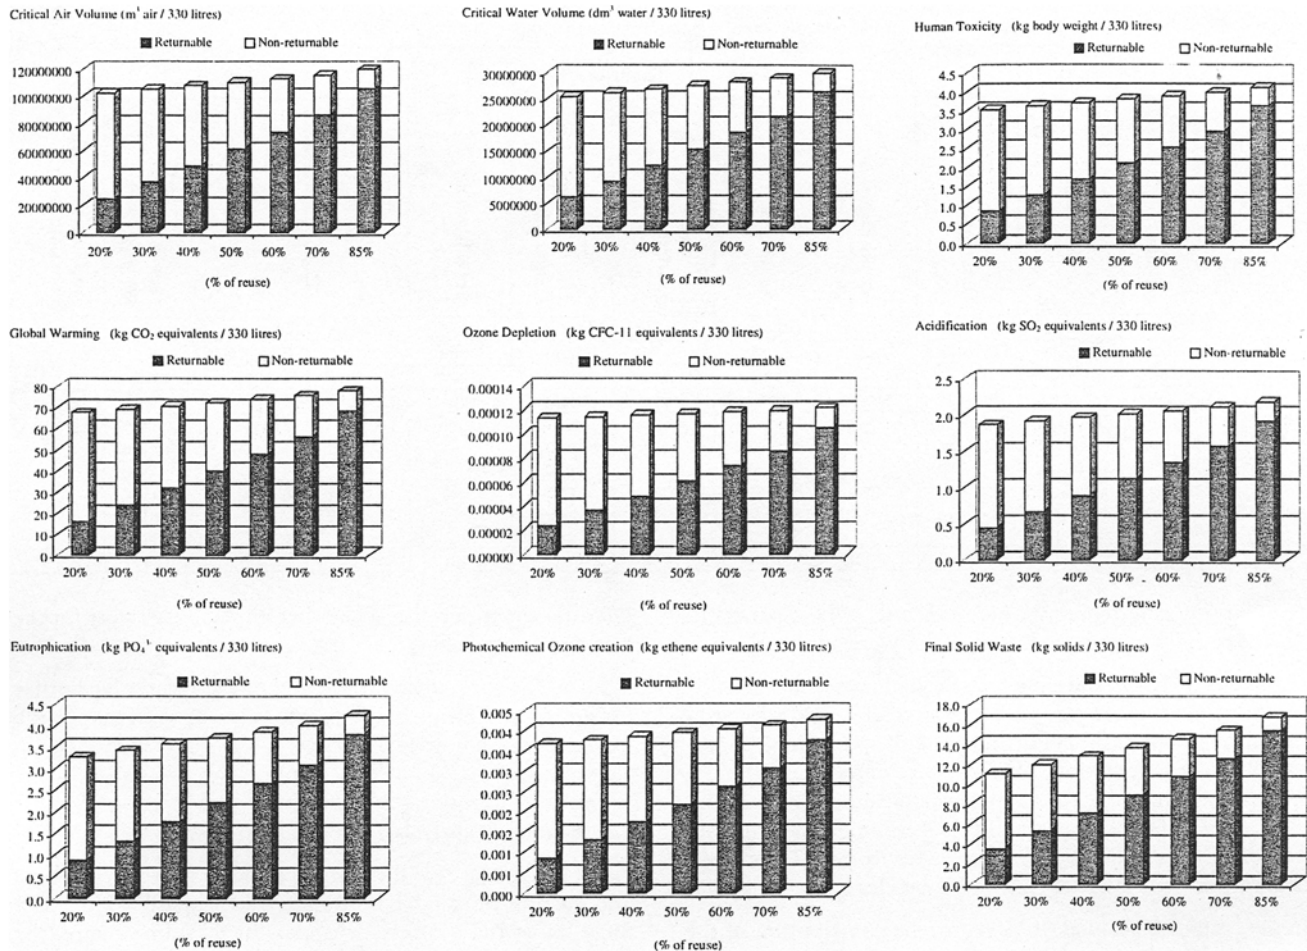 Critical Air Volume (m³ air / 330 litres)
Returnable Non-returnable
120000000
100000000
80000000
60000000
40000000
20000000
0
20% 30% 40% 50% 60% 70% 85%
(% of reuse)
Critical Water Volume (dm³ water / 330 litres)
Returnable Non-returnable
30000000
25000000
20000000
15000000
10000000
5000000
0
20% 30% 40% 50% 60% 70% 85%
(% of reuse)
Human Toxicity (kg body weight / 330 litres)
Returnable Non-returnable
4.5
4.0
3.5
3.0
2.5
2.0
1.5
1.0
0.5
0.0
20% 30% 40% 50% 60% 70% 85%
(% of reuse)
Global Warming (kg CO₂ equivalents / 330 litres)
Returnable Non-returnable
80
70
60
50
40
30
20
10
0
20% 30% 40% 50% 60% 70% 85%
(% of reuse)
Ozone Depletion (kg CFC-11 equivalents / 330 litres)
Returnable Non-returnable
0.00014
0.00012
0.00010
0.00008
0.00006
0.00004
0.00002
0.00000
20% 30% 40% 50% 60% 70% 85%
(% of reuse)
Acidification (kg SO₂ equivalents / 330 litres)
Returnable Non-returnable
2.5
2.0
1.5
1.0
0.5
0.0
20% 30% 40% 50% 60% 70% 85%
(% of reuse)
Eutrophication (kg PO₄³⁻ equivalents / 330 litres)
Returnable Non-returnable
4.5
4.0
3.5
3.0
2.5
2.0
1.5
1.0
0.5
0.0
20% 30% 40% 50% 60% 70% 85%
(% of reuse)
Photochemical Ozone creation (kg ethene equivalents / 330 litres)
Returnable Non-returnable
0.005
0.004
0.004
0.003
0.003
0.002
0.002
0.001
0.001
0.000
20% 30% 40% 50% 60% 70% 85%
(% of reuse)
Final Solid Waste (kg solids / 330 litres)
Returnable Non-returnable
18.0
16.0
14.0
12.0
10.0
8.0
6.0
4.0
2.0
0.0
20% 30% 40% 50% 60% 70% 85%
(% of reuse)